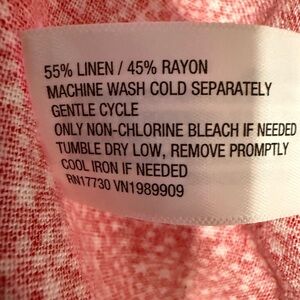 55% LINEN / 45% RAYON
MACHINE WASH COLD SEPARATELY
GENTLE CYCLE
ONLY NON-CHLORINE BLEACH IF NEEDED
TUMBLE DRY LOW, REMOVE PROMPTLY
COOL IRON IF NEEDED
RN17730 VN1989909